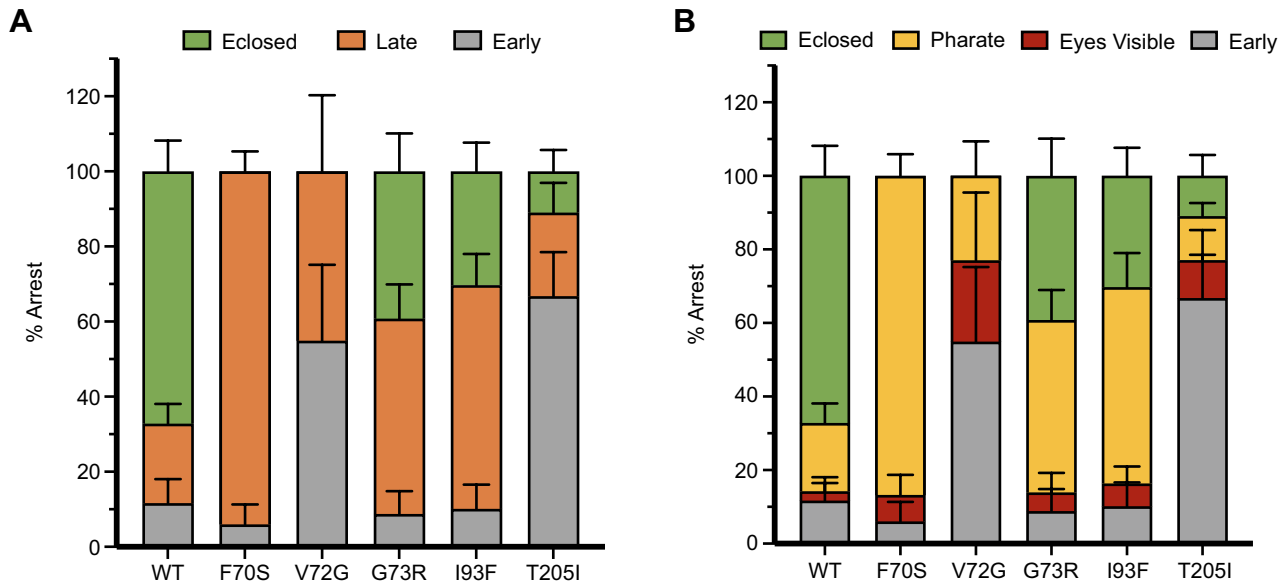 A
Eclosed Late Early
% Arrest
120
100
80
60
40
20
0
WT F70S V72G G73R I93F T205I
B
Eclosed Pharate Eyes Visible Early
% Arrest
120
100
80
60
40
20
0
WT F70S V72G G73R I93F T205I